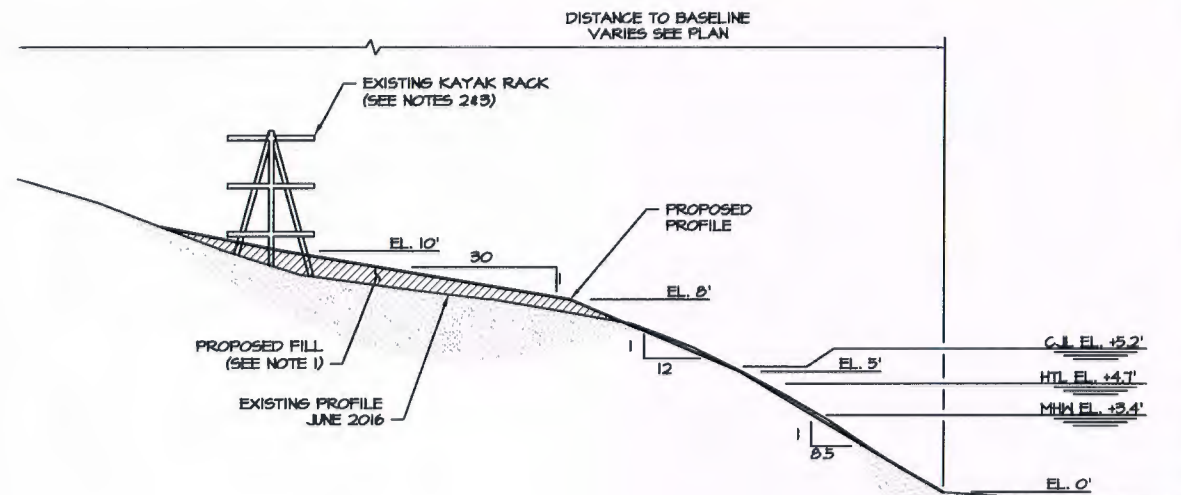 DISTANCE TO BASELINE
VARIES SEE PLAN
EXISTING KAYAK RACK
(SEE NOTES 2&3)
PROPOSED
PROFILE
EL. 10'
30
1
EL. 8'
PROPOSED FILL
(SEE NOTE 1)
1
12
EL. 5'
CJL EL. +5.2'
HTL EL. +4.7'
EXISTING PROFILE
JUNE 2016
MHW EL. +3.4'
1
8.5
EL. 0'